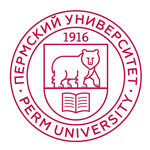 ПЕРМСКИЙ УНИВЕРСИТЕТ
1916
PERM UNIVERSITY